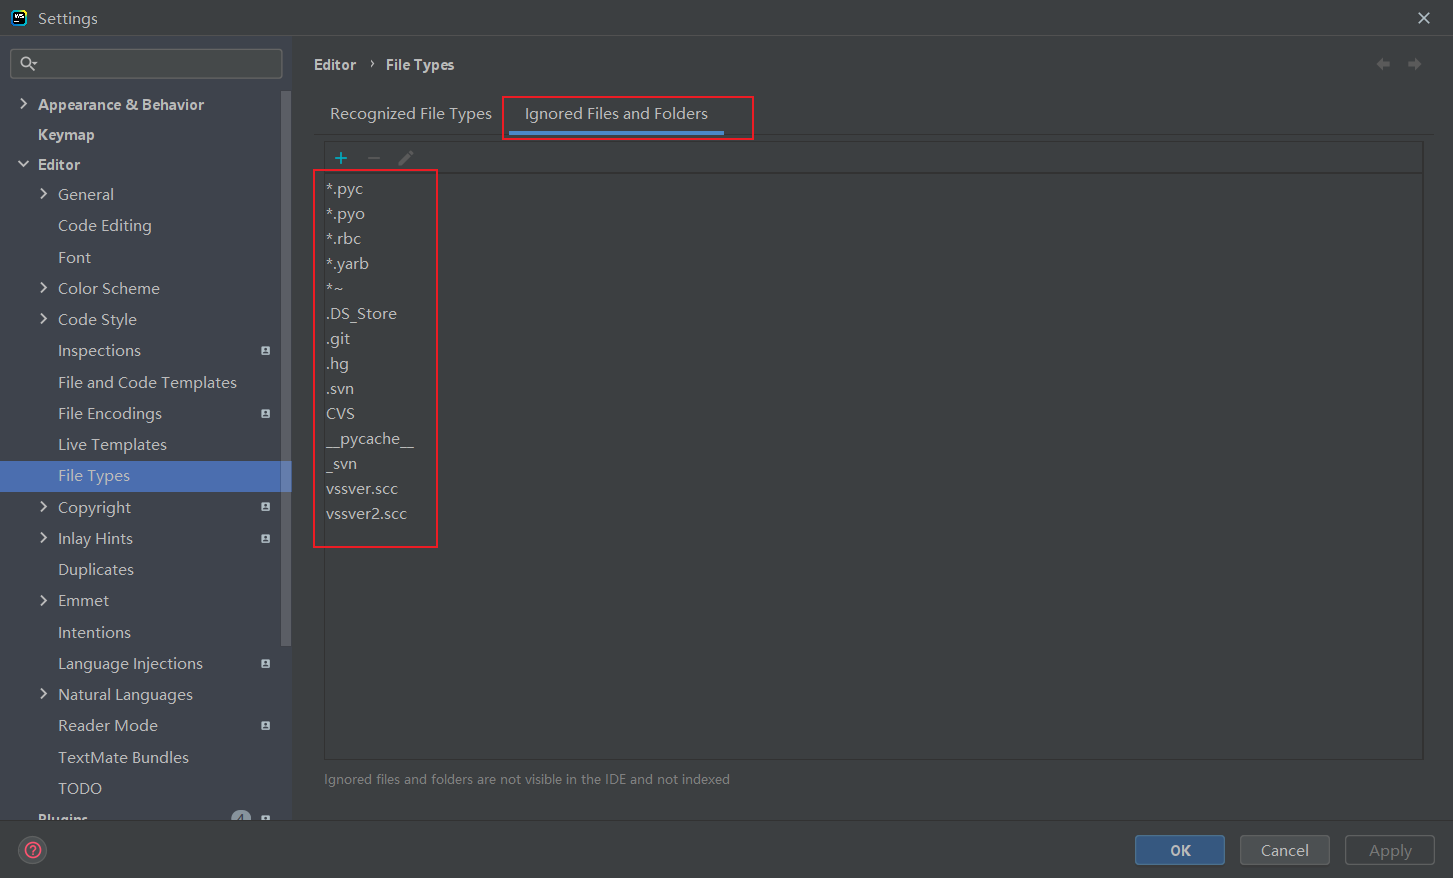 WS
Settings
Appearance & Behavior
Keymap
Editor
General
Code Editing
Font
Color Scheme
Code Style
Inspections
File and Code Templates
File Encodings
Live Templates
File Types
Copyright
Inlay Hints
Duplicates
Emmet
Intentions
Language Injections
Natural Languages
Reader Mode
TextMate Bundles
TODO
Plugins 4
Editor › File Types
Recognized File Types
Ignored Files and Folders
*.pyc
*.pyo
*.rbc
*.yarb
*~
.DS_Store
.git
.hg
.svn
CVS
__pycache__
_svn
vssver.scc
vssver2.scc
Ignored files and folders are not visible in the IDE and not indexed
?
OK
Cancel
Apply